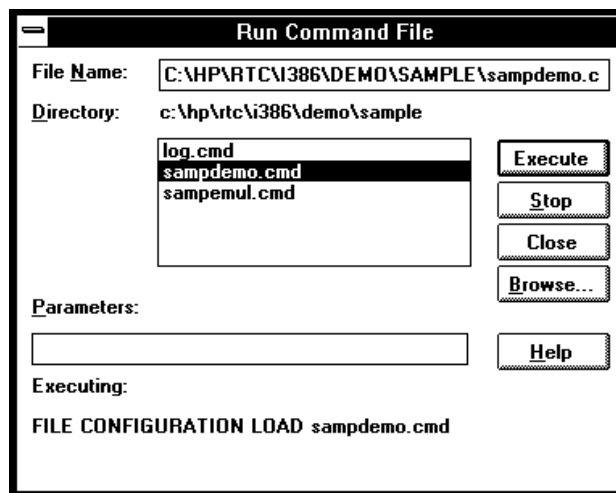 Run Command File
File Name: C:\HP\RTC\I386\DEMO\SAMPLE\sampdemo.c
Directory: c:\hp\rtc\i386\demo\sample
log.cmd
sampdemo.cmd
sampemul.cmd
Execute
Stop
Close
Browse...
Parameters:
Help
Executing:
FILE CONFIGURATION LOAD sampdemo.cmd